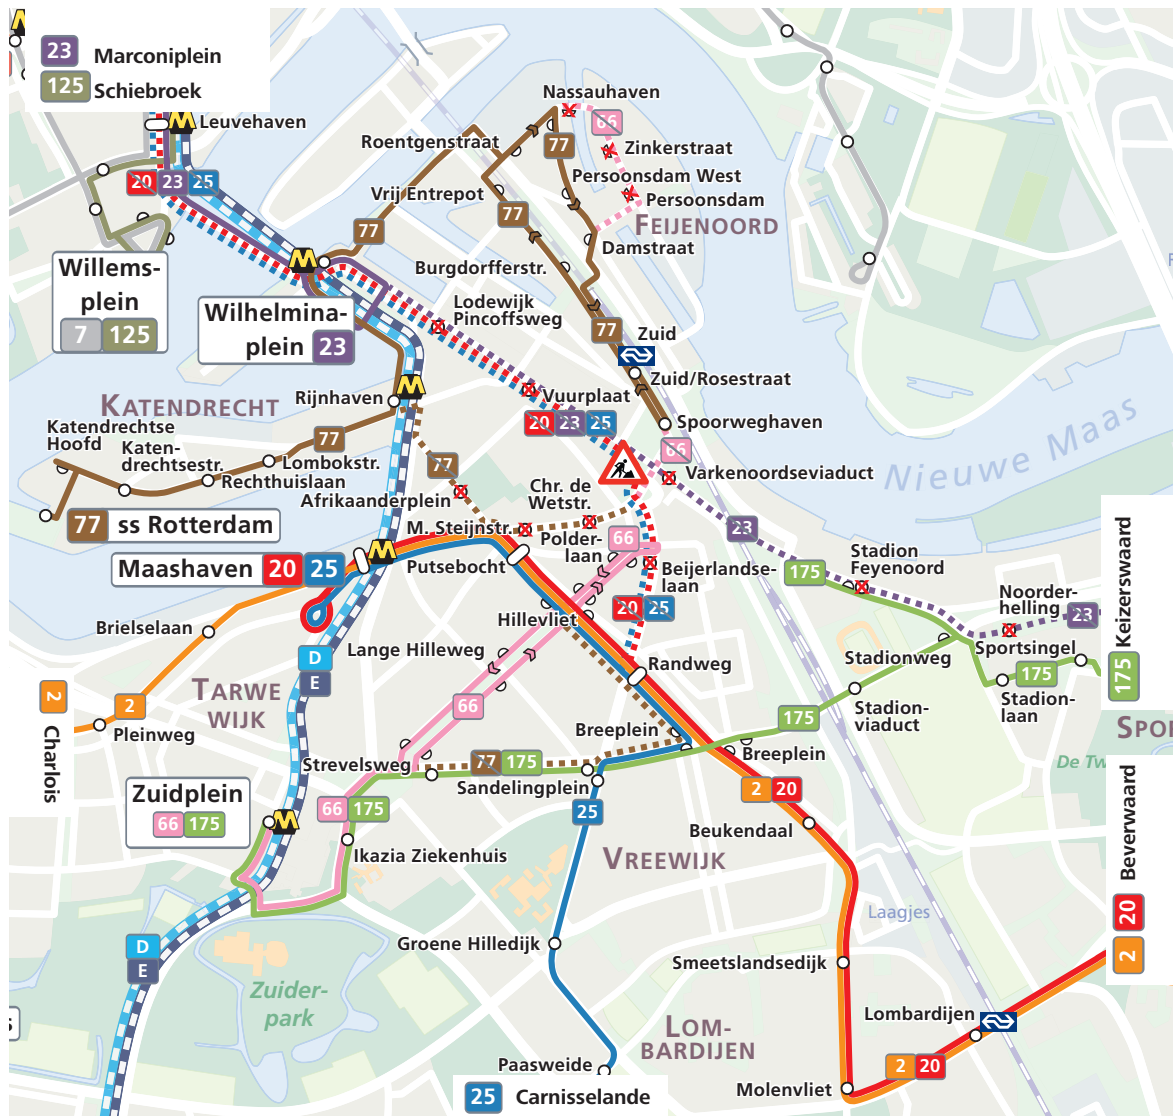 23 Marconiplein
125 Schiebroek
Leuvehaven
20 23 25
Nassauhaven
66
Roentgenstraat
77
Zinkerstraat
Persoonsdam West
Persoonsdam
Vrij Entrepot
77
77
FEIJENOORD
Damstraat
Willems-
plein
7 125
Burgdorfferstr.
Wilhelmina-
plein 23
Lodewijk
Pincoffsweg
77
Zuid
Zuid/Rosestraat
Rijnhaven
Vuurplaat
20 23 25
Spoorweghaven
KATENDRECHT
Katendrechtse
Hoofd
Katen-
drechtsestr.
77
Lombokstr.
Rechthuislaan
77
66
Varkenoordseviaduct
Nieuwe Maas
Afrikaanderplein
Chr. de
Wetstr.
77 ss Rotterdam
M. Steijnstr.
Polder-
laan
66
23
Keizerswaard
175
Maashaven 20 25
Putsebocht
Beijerlandse-
laan
175
Stadion
Feyenoord
Noorder-
helling
23
20 25
Hillevliet
Brielselaan
Lange Hilleweg
Randweg
Stadionweg
Sportsingel
175
Stadion-
laan
D
E
TARWE
WIJK
2
Charlois
2
Pleinweg
66
175
Stadion-
viaduct
Breeplein
Breeplein
Strevelsweg
77 175
Sandelingplein
De Tw
Zuidplein
66 175
66 175
25
2 20
Beverwaard
20
2
Beukendaal
Ikazia Ziekenhuis
VREEWIJK
Laagjes
D
E
Groene Hilledijk
Smeetslandsedijk
Zuider-
park
Lombardijen
LOM-
BARDIJEN
Paasweide
2 20
Molenvliet
25 Carnisselande